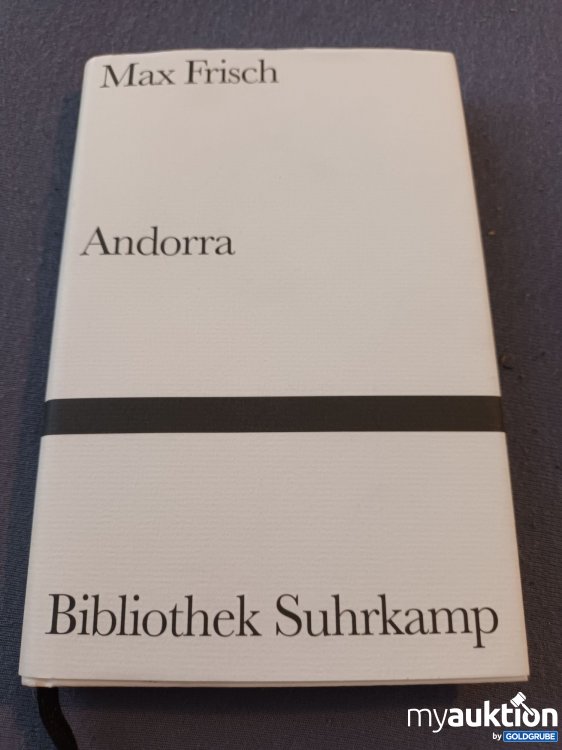 Max Frisch
Andorra
Bibliothek Suhrkamp
myauktion
by GOLDGRUBE